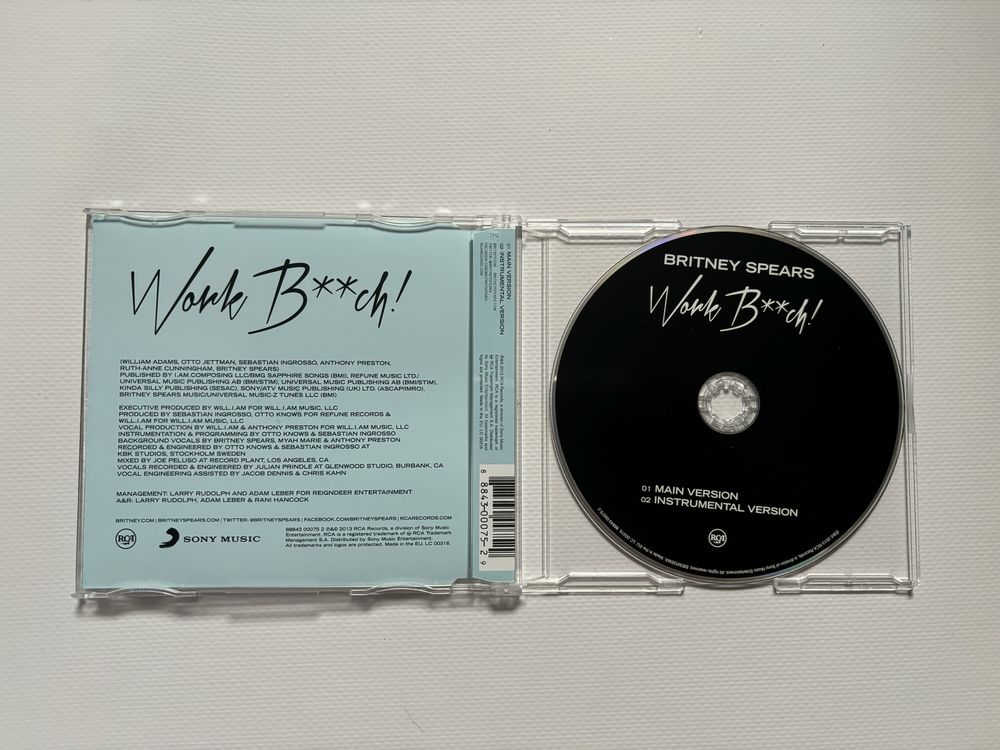 Work B**ch!
(WILLIAM ADAMS, OTTO JETTMAN, SEBASTIAN INGROSSO, ANTHONY PRESTON,
RUTH-ANNE CUNNINGHAM, BRITNEY SPEARS)
PUBLISHED BY I.AM.COMPOSING LLC/BMG SAPPHIRE SONGS (BMI), REFUNE MUSIC LTD./
UNIVERSAL MUSIC PUBLISHING AB (BMI/STIM), UNIVERSAL MUSIC PUBLISHING AB (BMI/STIM),
KINDA SILLY PUBLISHING (SESAC), SONY/ATV MUSIC PUBLISHING (UK) LTD. (ASCAP/IMRO),
BRITNEY SPEARS MUSIC/UNIVERSAL MUSIC-Z TUNES LLC (BMI)
EXECUTIVE PRODUCED BY WILL.I.AM FOR WILL.I.AM MUSIC, LLC
PRODUCED BY SEBASTIAN INGROSSO, OTTO KNOWS FOR REFUNE RECORDS &
WILL.I.AM FOR WILL.I.AM MUSIC, LLC
VOCAL PRODUCTION BY WILL.I.AM & ANTHONY PRESTON FOR WILL.I.AM MUSIC, LLC
INSTRUMENTATION & PROGRAMMING BY OTTO KNOWS & SEBASTIAN INGROSSO
BACKGROUND VOCALS BY BRITNEY SPEARS, MYAH MARIE & ANTHONY PRESTON
RECORDED & ENGINEERED BY OTTO KNOWS & SEBASTIAN INGROSSO AT
KBK STUDIOS, STOCKHOLM SWEDEN
MIXED BY JOE PELUSO AT RECORD PLANT, LOS ANGELES, CA
VOCALS RECORDED & ENGINEERED BY JULIAN PRINDLE AT GLENWOOD STUDIO, BURBANK, CA
VOCAL ENGINEERING ASSISTED BY JACOB DENNIS & CHRIS KAHN
MANAGEMENT: LARRY RUDOLPH AND ADAM LEBER FOR REIGNDEER ENTERTAINMENT
A&R: LARRY RUDOLPH, ADAM LEBER & RANI HANCOCK
BRITNEY.COM | BRITNEYSPEARS.COM | TWITTER: @BRITNEYSPEARS | FACEBOOK.COM/BRITNEYSPEARS | RCARECORDS.COM
RCA
SONY MUSIC
88843 00075 2 ℗&© 2013 RCA Records, a division of Sony Music
Entertainment. RCA is a registered trademark of RCA Trademark
Management S.A. Distributed by Sony Music Entertainment.
All trademarks and logos are protected. Made in the EU. LC 00316
01 MAIN VERSION
02 INSTRUMENTAL VERSION
8 88843-00075-2 9
BRITNEY SPEARS
Work B**ch!
01 MAIN VERSION
02 INSTRUMENTAL VERSION
RCA